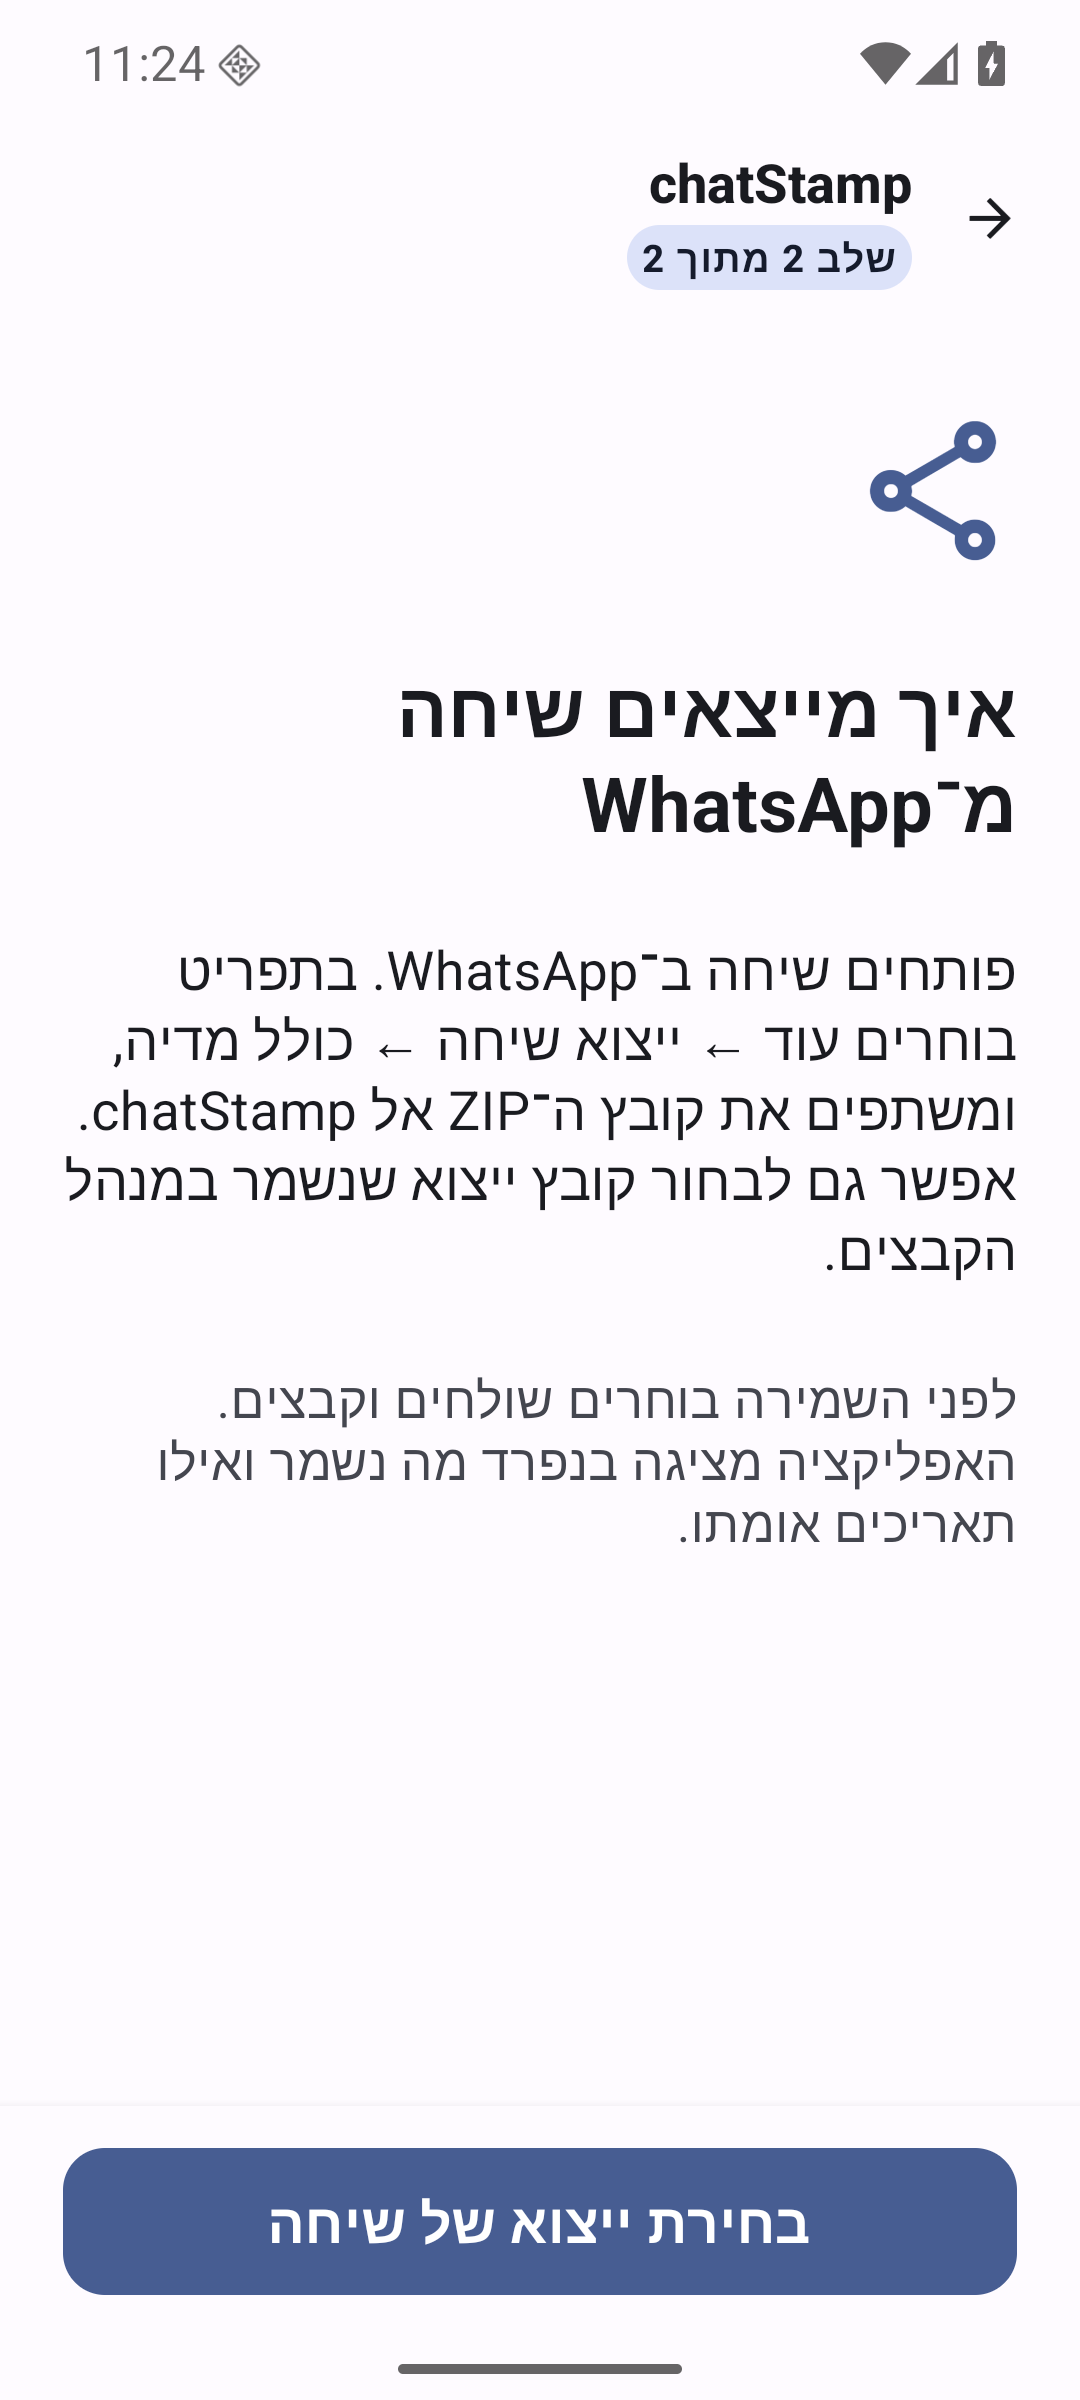 11:24
chatStamp
שלב 2 מתוך 2
איך מייצאים שיחה
מ־WhatsApp
פותחים שיחה ב־WhatsApp. בתפריט
בוחרים עוד ← ייצוא שיחה ← כולל מדיה,
ומשתפים את קובץ ה־ZIP אל chatStamp.
אפשר גם לבחור קובץ ייצוא שנשמר במנהל
הקבצים.
לפני השמירה בוחרים שולחים וקבצים.
האפליקציה מציגה בנפרד מה נשמר ואילו
תאריכים אומתו.
בחירת ייצוא של שיחה